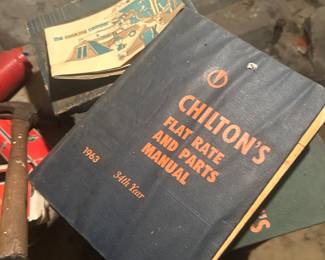 CHILTON'S
FLAT RATE
AND PARTS
MANUAL
1963
34th Year